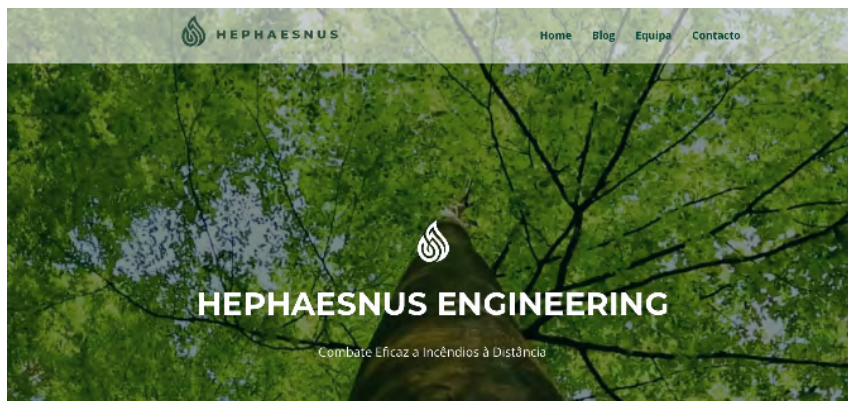 HEPHAESNUS
Home Blog Equipa Contacto
HEPHAESNUS ENGINEERING
Combate Eficaz a Incêndios à Distância